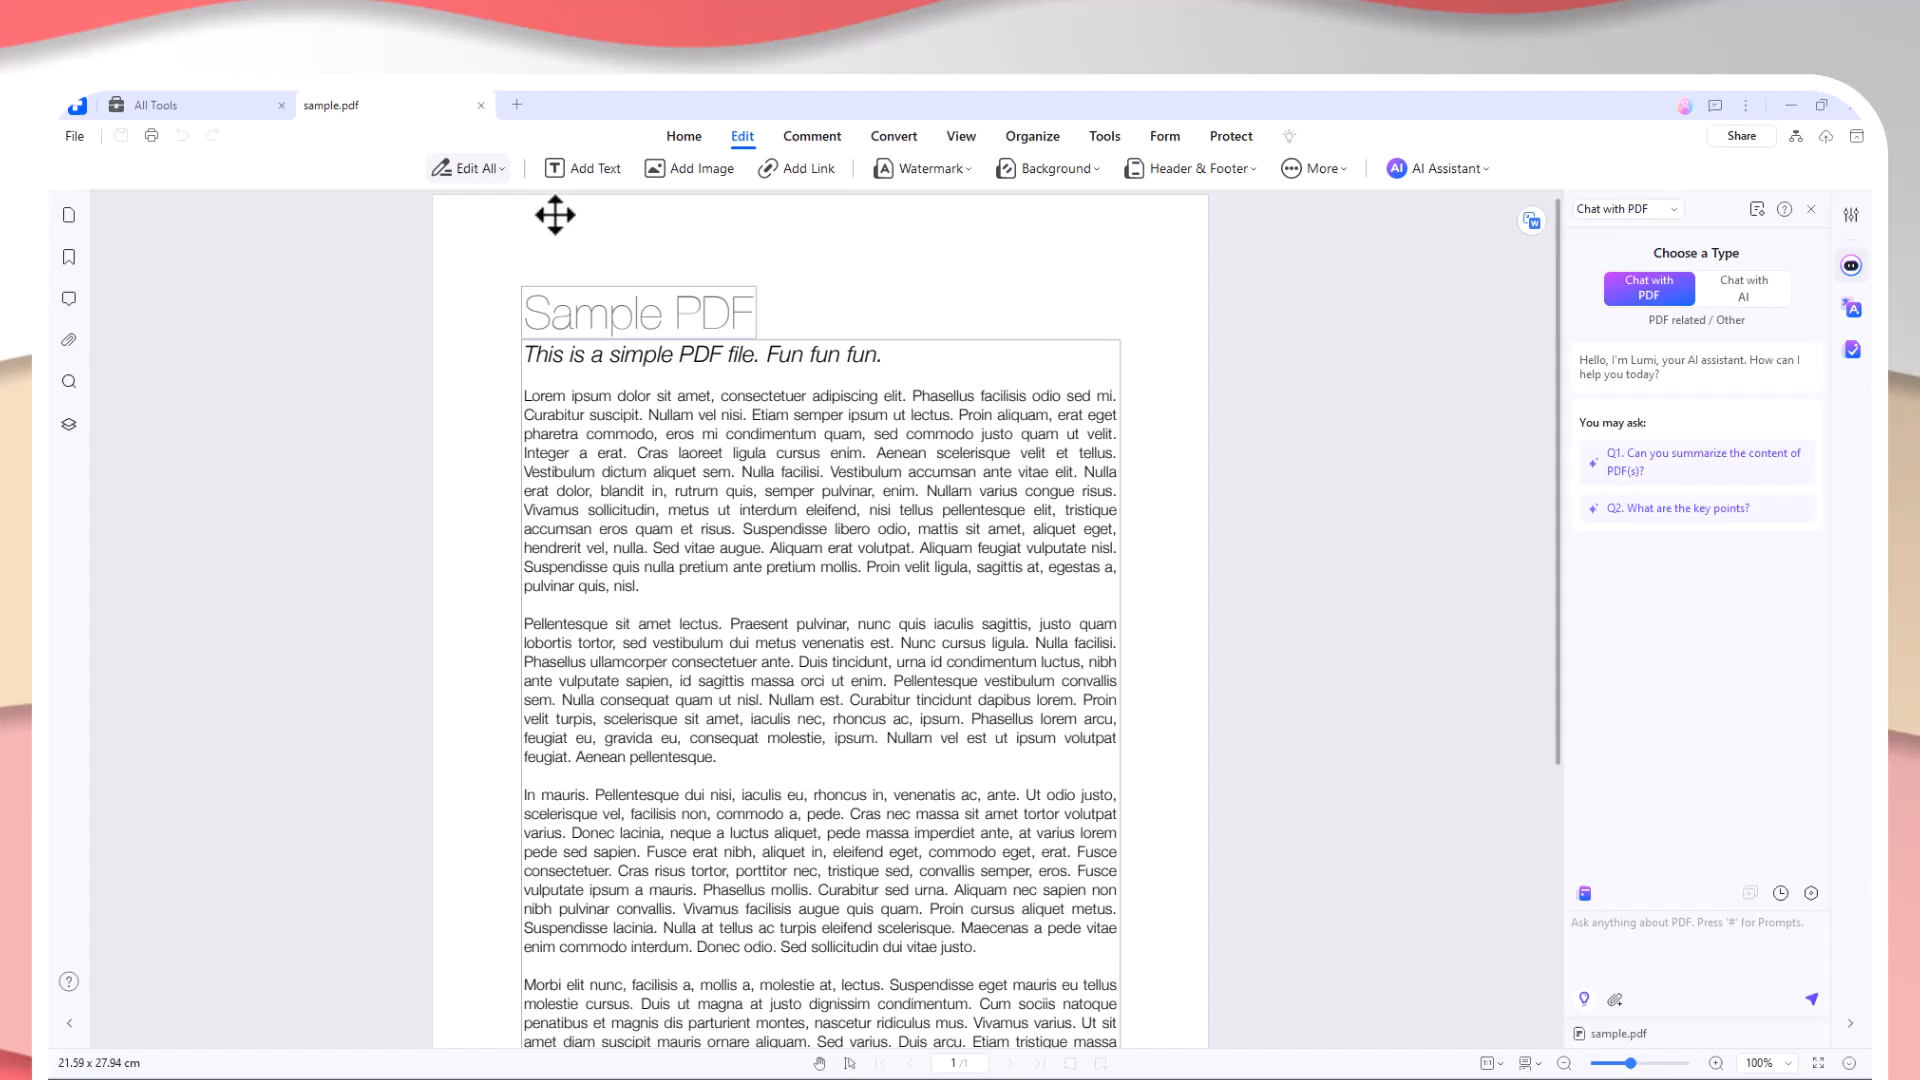 All Tools
sample.pdf
File
Home Edit Comment Convert View Organize Tools Form Protect
Share
Edit All Add Text Add Image Add Link Watermark Background Header & Footer More AI AI Assistant
Sample PDF
This is a simple PDF file. Fun fun fun.
Lorem ipsum dolor sit amet, consectetuer adipiscing elit. Phasellus facilisis odio sed mi.
Curabitur suscipit. Nullam vel nisi. Etiam semper ipsum ut lectus. Proin aliquam, erat eget
pharetra commodo, eros mi condimentum quam, sed commodo justo quam ut velit.
Integer a erat. Cras laoreet ligula cursus enim. Aenean scelerisque velit et tellus.
Vestibulum dictum aliquet sem. Nulla facilisi. Vestibulum accumsan ante vitae elit. Nulla
erat dolor, blandit in, rutrum quis, semper pulvinar, enim. Nullam varius congue risus.
Vivamus sollicitudin, metus ut interdum eleifend, nisi tellus pellentesque elit, tristique
accumsan eros quam et risus. Suspendisse libero odio, mattis sit amet, aliquet eget,
hendrerit vel, nulla. Sed vitae augue. Aliquam erat volutpat. Aliquam feugiat vulputate nisl.
Suspendisse quis nulla pretium ante pretium mollis. Proin velit ligula, sagittis at, egestas a,
pulvinar quis, nisl.
Pellentesque sit amet lectus. Praesent pulvinar, nunc quis iaculis sagittis, justo quam
lobortis tortor, sed vestibulum dui metus venenatis est. Nunc cursus ligula. Nulla facilisi.
Phasellus ullamcorper consectetuer ante. Duis tincidunt, urna id condimentum luctus, nibh
ante vulputate sapien, id sagittis massa orci ut enim. Pellentesque vestibulum convallis
sem. Nulla consequat quam ut nisl. Nullam est. Curabitur tincidunt dapibus lorem. Proin
velit turpis, scelerisque sit amet, iaculis nec, rhoncus ac, ipsum. Phasellus lorem arcu,
feugiat eu, gravida eu, consequat molestie, ipsum. Nullam vel est ut ipsum volutpat
feugiat. Aenean pellentesque.
In mauris. Pellentesque dui nisi, iaculis eu, rhoncus in, venenatis ac, ante. Ut odio justo,
scelerisque vel, facilisis non, commodo a, pede. Cras nec massa sit amet tortor volutpat
varius. Donec lacinia, neque a luctus aliquet, pede massa imperdiet ante, at varius lorem
pede sed sapien. Fusce erat nibh, aliquet in, eleifend eget, commodo eget, erat. Fusce
consectetuer. Cras risus tortor, porttitor nec, tristique sed, convallis semper, eros. Fusce
vulputate ipsum a mauris. Phasellus mollis. Curabitur sed urna. Aliquam nec sapien non
nibh pulvinar convallis. Vivamus facilisis augue quis quam. Proin cursus aliquet metus.
Suspendisse lacinia. Nulla at tellus ac turpis eleifend scelerisque. Maecenas a pede vitae
enim commodo interdum. Donec odio. Sed sollicitudin dui vitae justo.
Morbi elit nunc, facilisis a, mollis a, molestie at, lectus. Suspendisse eget mauris eu tellus
molestie cursus. Duis ut magna at justo dignissim condimentum. Cum sociis natoque
penatibus et magnis dis parturient montes, nascetur ridiculus mus. Vivamus varius. Ut sit
amet diam suscipit mauris ornare aliquam. Sed varius. Duis arcu. Etiam tristique massa
Chat with PDF
Choose a Type
Chat with
PDF
Chat with
AI
PDF related / Other
Hello, I'm Lumi, your AI assistant. How can I
help you today?
You may ask:
Q1. Can you summarize the content of
PDF(s)?
Q2. What are the key points?
Ask anything about PDF. Press '#' for Prompts.
sample.pdf
21.59 x 27.94 cm
1 /1
100%